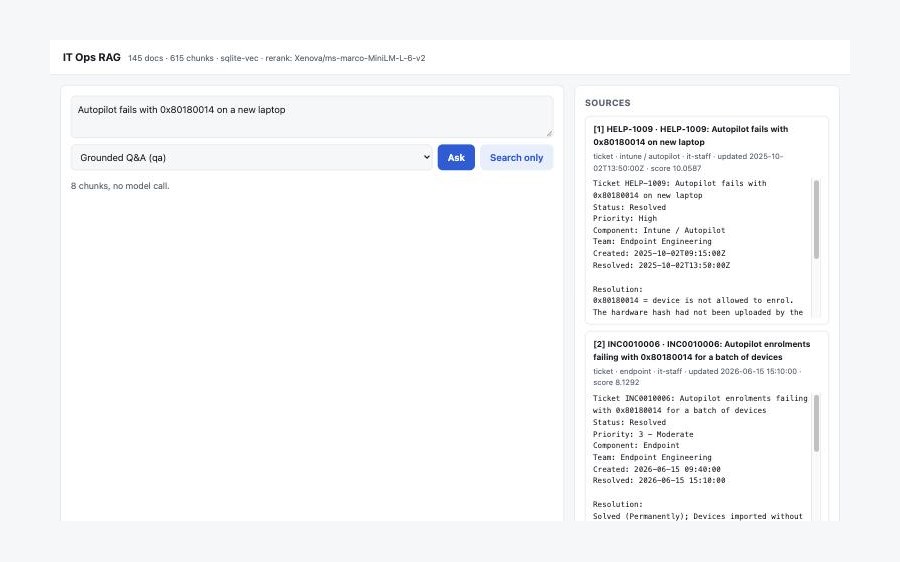 IT Ops RAG 145 docs · 615 chunks · sqlite-vec · rerank: Xenova/ms-marco-MiniLM-L-6-v2
Autopilot fails with 0x80180014 on a new laptop
Grounded Q&A (qa)
Ask
Search only
8 chunks, no model call.
SOURCES
[1] HELP-1009 · HELP-1009: Autopilot fails with
0x80180014 on new laptop
ticket · intune / autopilot · it-staff · updated 2025-10-
02T13:50:00Z · score 10.0587
Ticket HELP-1009: Autopilot fails with
0x80180014 on new laptop
Status: Resolved
Priority: High
Component: Intune / Autopilot
Team: Endpoint Engineering
Created: 2025-10-02T09:15:00Z
Resolved: 2025-10-02T13:50:00Z
Resolution:
0x80180014 = device is not allowed to enrol.
The hardware hash had not been uploaded by the
[2] INC0010006 · INC0010006: Autopilot enrolments
failing with 0x80180014 for a batch of devices
ticket · endpoint · it-staff · updated 2026-06-15 15:10:00 ·
score 8.1292
Ticket INC0010006: Autopilot enrolments failing
with 0x80180014 for a batch of devices
Status: Resolved
Priority: 3 - Moderate
Component: Endpoint
Team: Endpoint Engineering
Created: 2026-06-15 09:40:00
Resolved: 2026-06-15 15:10:00
Resolution:
Solved (Permanently); Devices imported without